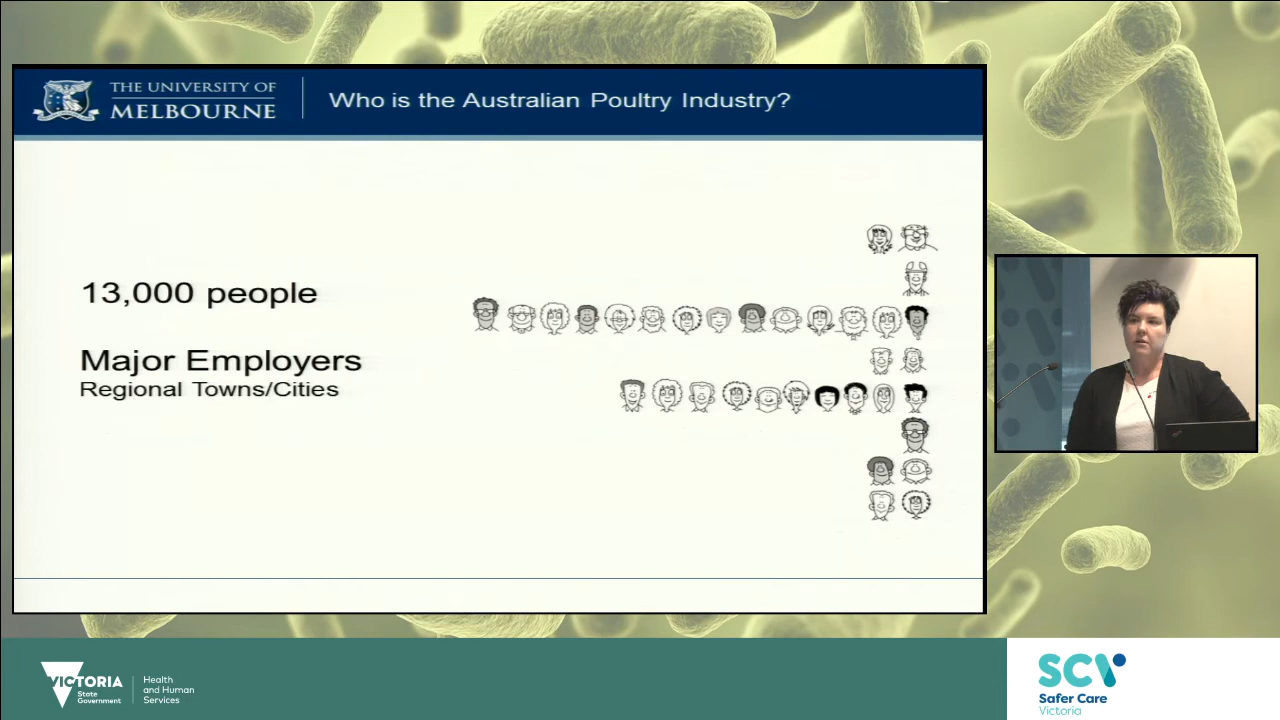 THE UNIVERSITY OF
MELBOURNE
Who is the Australian Poultry Industry?
13,000 people
Major Employers
Regional Towns/Cities
VICTORIA
State
Government
Health
and Human
Services
SCV
Safer Care
Victoria